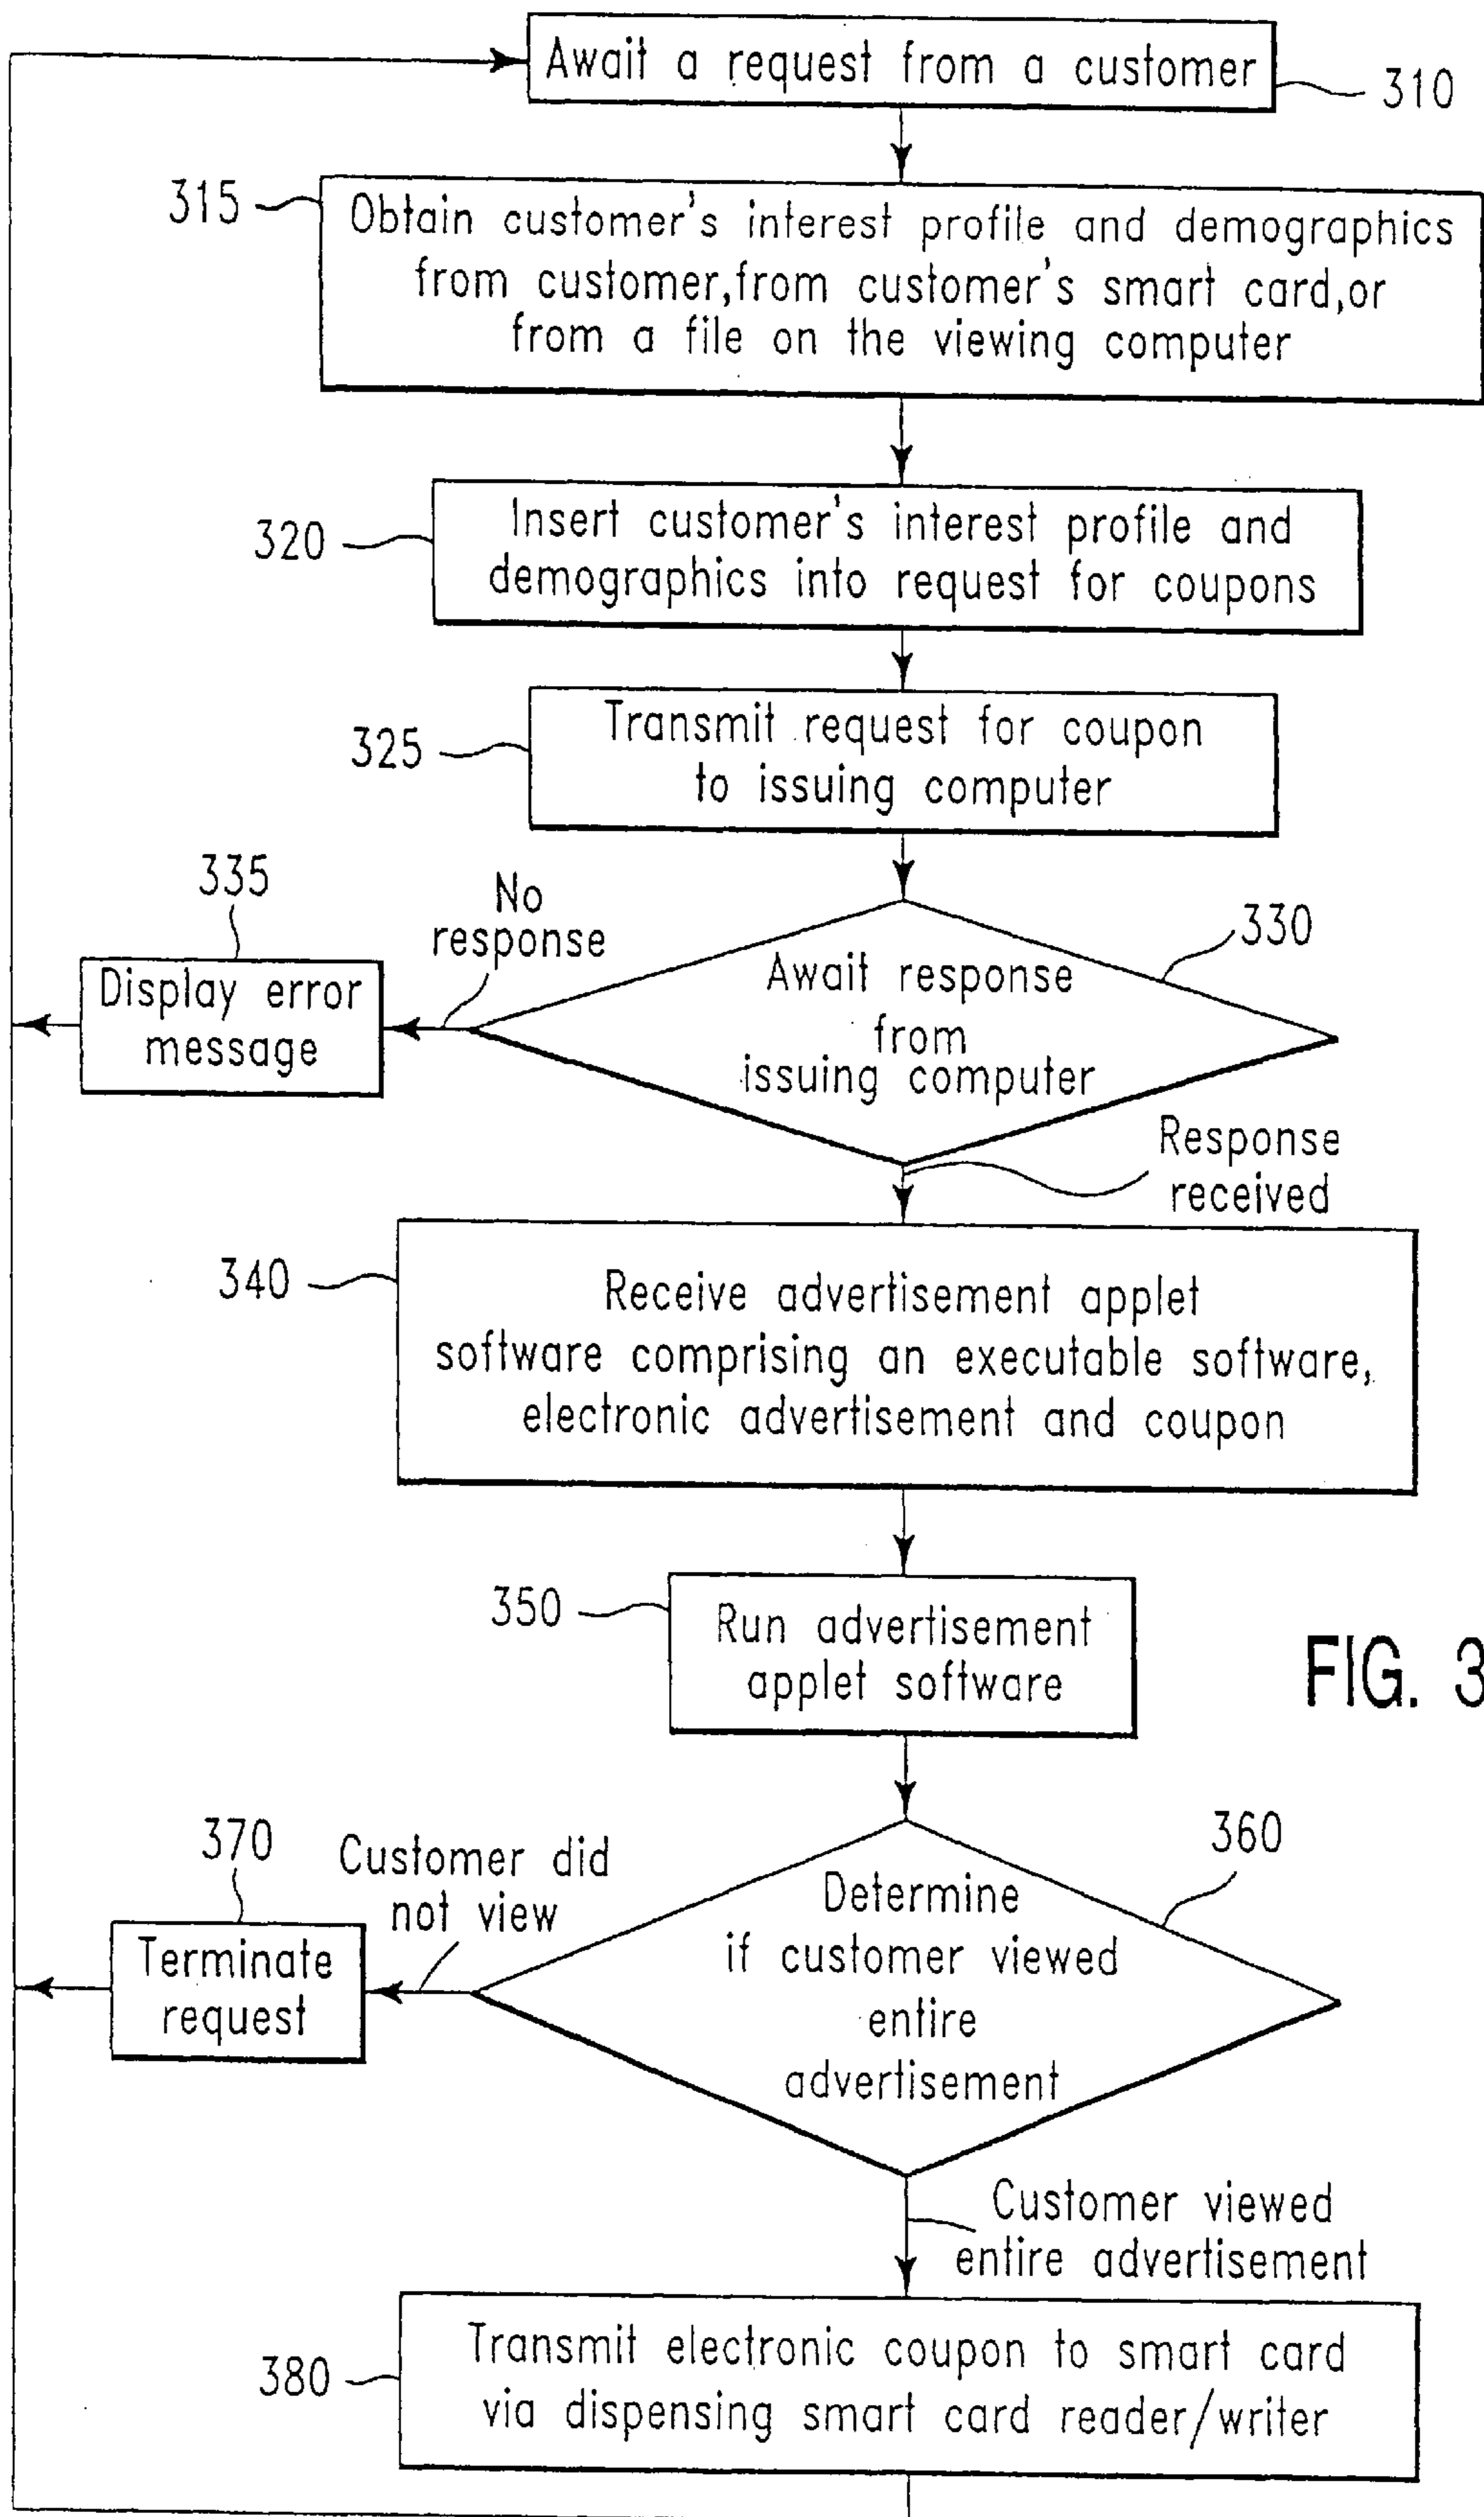 Await a request from a customer
310
315
Obtain customer's interest profile and demographics
from customer,from customer's smart card,or
from a file on the viewing computer
320
Insert customer's interest profile and
demographics into request for coupons
325
Transmit request for coupon
to issuing computer
335
No
response
330
Display error
message
Await response
from
issuing computer
Response
received
340
Receive advertisement applet
software comprising an executable software,
electronic advertisement and coupon
350
Run advertisement
applet software
FIG. 3
370
Customer did
not view
360
Terminate
request
Determine
if customer viewed
entire
advertisement
Customer viewed
entire advertisement
380
Transmit electronic coupon to smart card
via dispensing smart card reader/writer